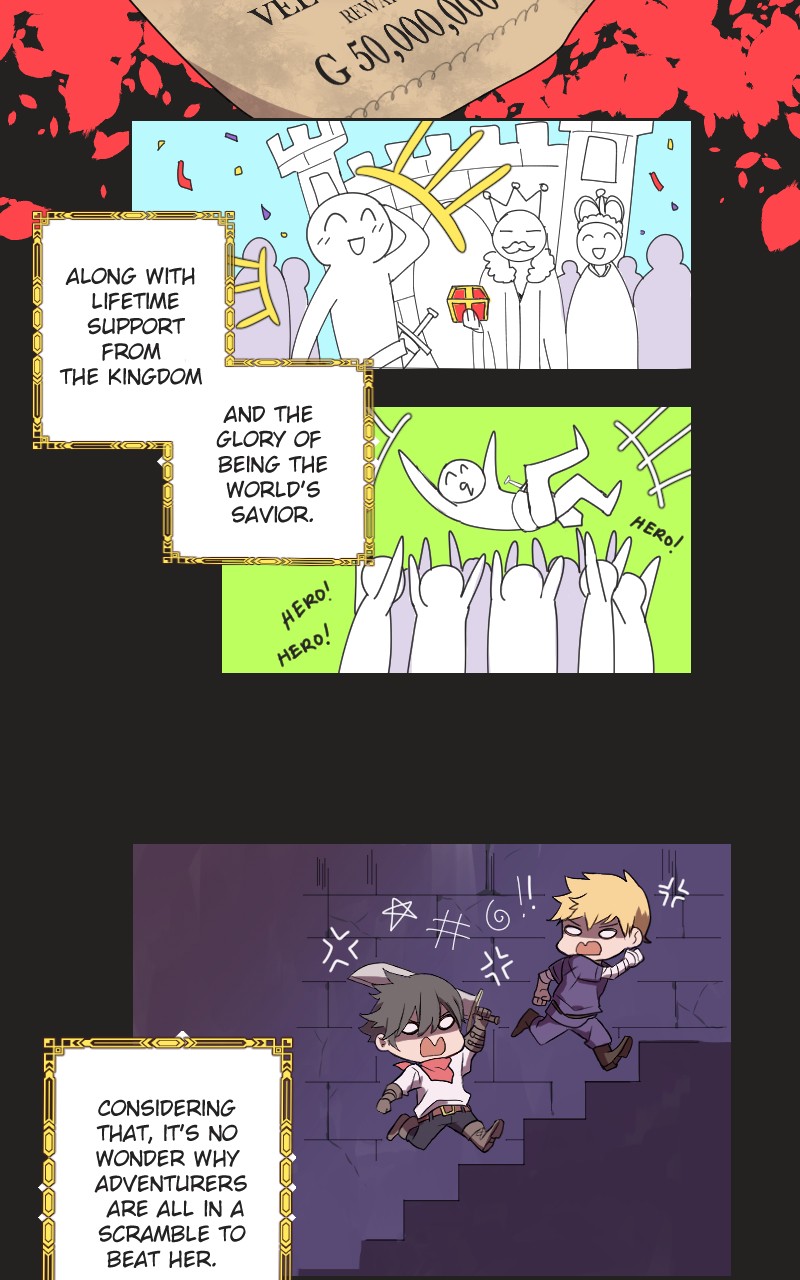 REWA
G 50,000,000
ALONG WITH
LIFETIME
SUPPORT
FROM
THE KINGDOM
AND THE
GLORY OF
BEING THE
WORLD'S
SAVIOR.
HERO!
HERO!
HERO!
CONSIDERING
THAT, IT'S NO
WONDER WHY
ADVENTURERS
ARE ALL IN A
SCRAMBLE TO
BEAT HER.